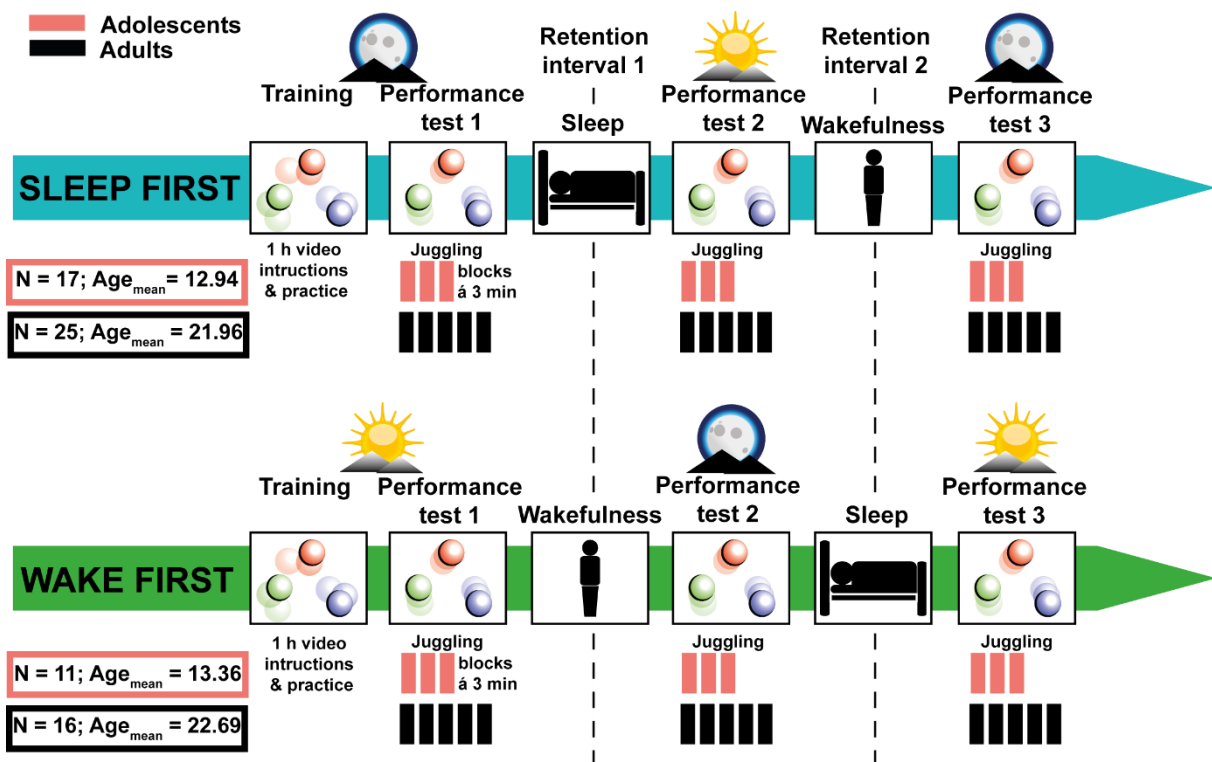 Adolescents
Adults
Retention
interval 1
Retention
interval 2
Training
Performance
test 1
Sleep
Performance
test 2
Wakefulness
Performance
test 3
SLEEP FIRST
1 h video
intructions
& practice
Juggling
blocks
á 3 min
Juggling
Juggling
N = 17; Agemean= 12.94
N = 25; Agemean = 21.96
Training
Performance
test 1
Wakefulness
Performance
test 2
Sleep
Performance
test 3
WAKE FIRST
1 h video
intructions
& practice
Juggling
blocks
á 3 min
Juggling
Juggling
N = 11; Agemean = 13.36
N = 16; Agemean = 22.69